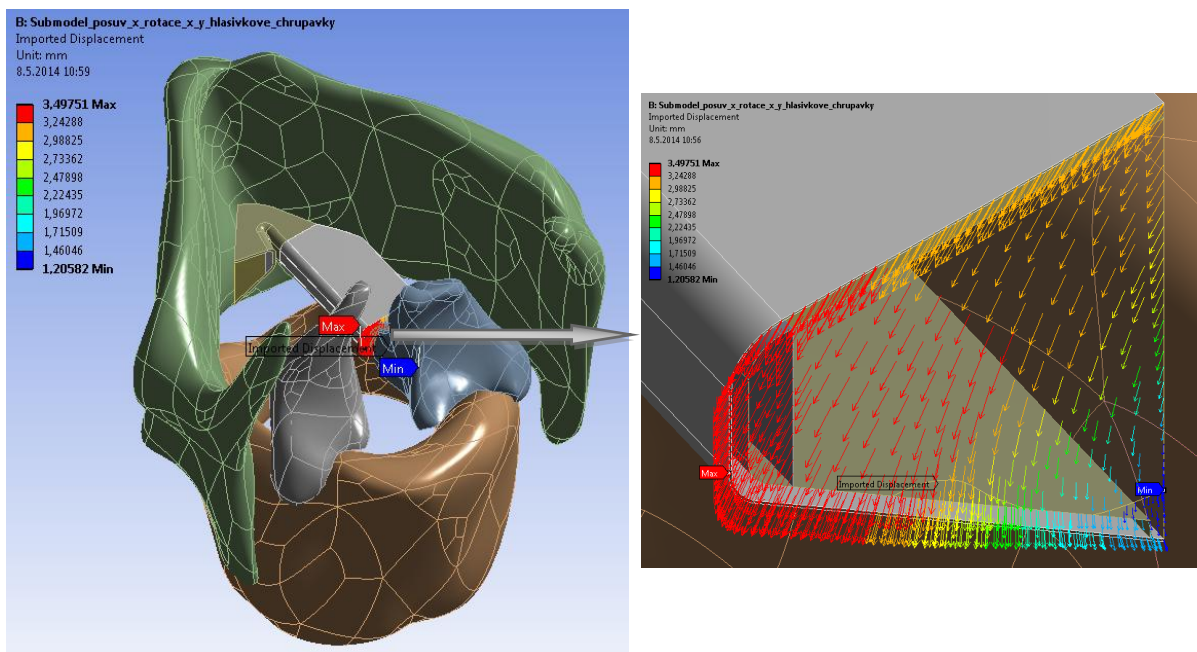 B: Submodel_posuv_x_rotace_x_y_hlasivkove_chrupavky
Imported Displacement
Unit: mm
8.5.2014 10:59
3,49751 Max
3,24288
2,98825
2,73362
2,47898
2,22435
1,96972
1,71509
1,46046
1,20582 Min
Max
Imported Displacement
Min
B: Submodel_posuv_x_rotace_x_y_hlasivkove_chrupavky
Imported Displacement
Unit: mm
8.5.2014 10:56
3,49751 Max
3,24288
2,98825
2,73362
2,47898
2,22435
1,96972
1,71509
1,46046
1,20582 Min
Max
Imported Displacement
Min